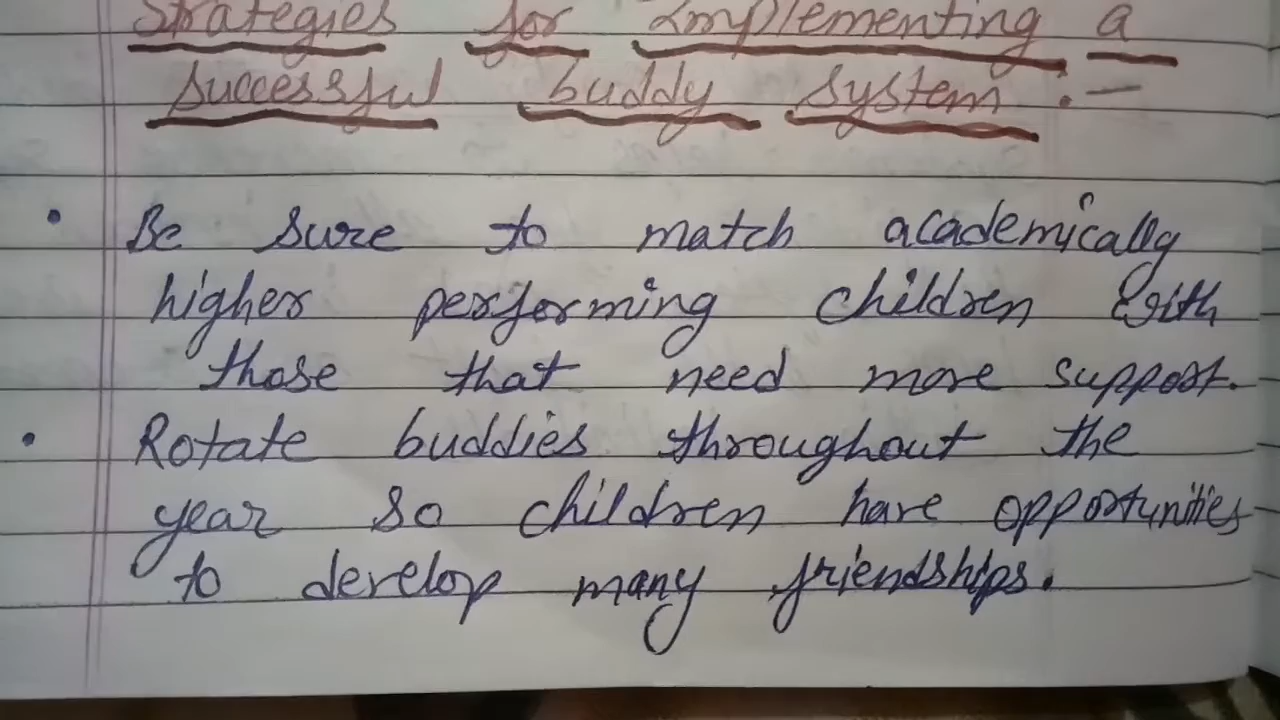 Strategies for Implementing a
successful buddy system :-
• Be sure to match academically
higher performing children with
those that need more support.
• Rotate buddies throughout the
year so children have opportunities
to develop many friendships.